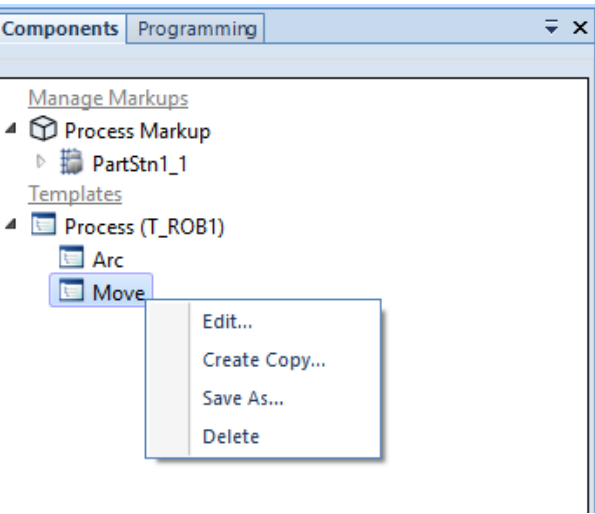 Components Programming
Manage Markups
Process Markup
PartStn1_1
Templates
Process (T_ROB1)
Arc
Move
Edit...
Create Copy...
Save As...
Delete